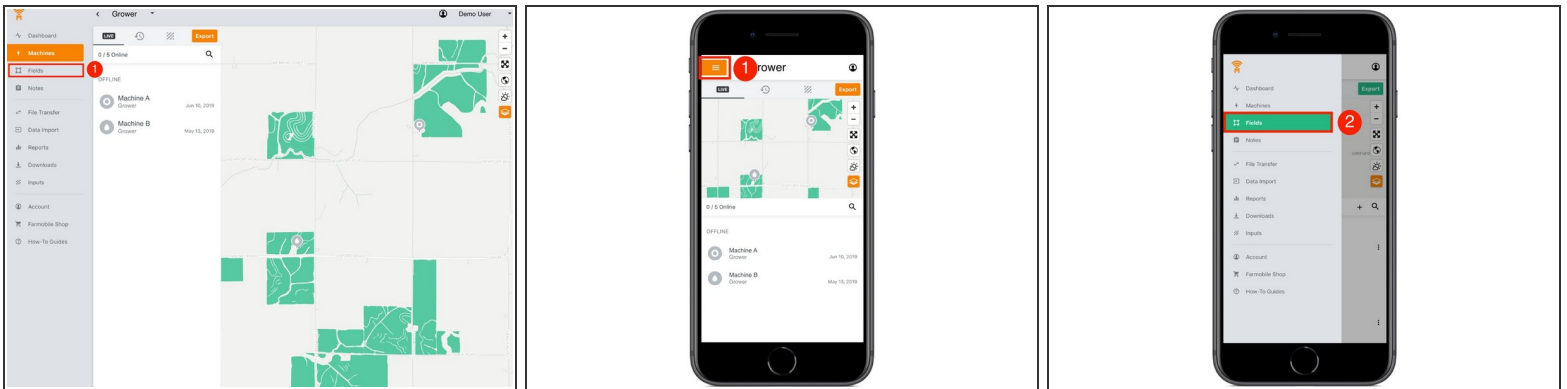 Grower
Demo User
Dashboard
Machines
Fields
1
Notes
File Transfer
Data Import
Reports
Downloads
Inputs
Account
Farmobile Shop
How-To Guides
LIVE
Export
0 / 5 Online
OFFLINE
Machine A
Grower
Jun 19, 2019
Machine B
Grower
May 13, 2019
+
-
1
rower
LIVE
Export
+
-
0 / 5 Online
OFFLINE
Machine A
Grower
Jun 19, 2019
Machine B
Grower
May 13, 2019
Dashboard
Machines
Fields
2
Notes
File Transfer
Data Import
Reports
Downloads
Inputs
Account
Farmobile Shop
How-To Guides
Export
+
-
+